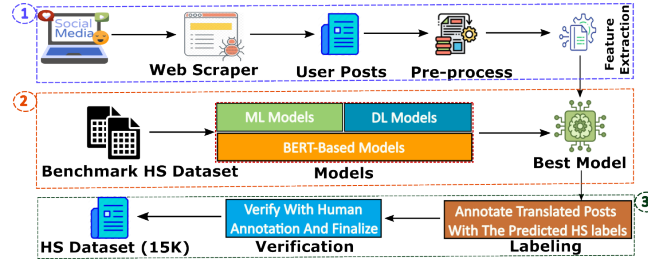 1
Social
Media
Web Scraper
User Posts
Pre-process
Feature
Extraction
2
Benchmark HS Dataset
ML Models
DL Models
BERT-Based Models
Models
Best Model
3
HS Dataset (15K)
Verify With Human
Annotation And Finalize
Verification
Annotate Translated Posts
With The Predicted HS labels
Labeling